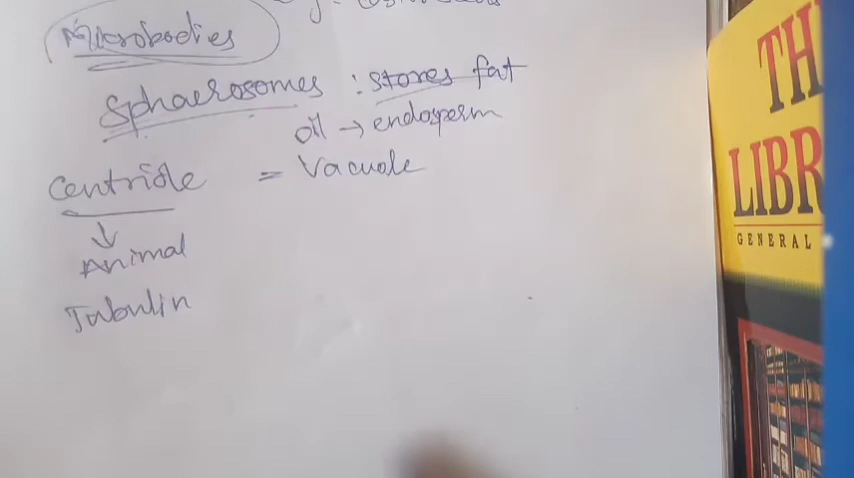 Microbodies
Sphaerosomes : stores fat
oil → endosperm
Centriole = Vacuole
↓
Animal
Tubulin
TH
LIBR
GENERAL